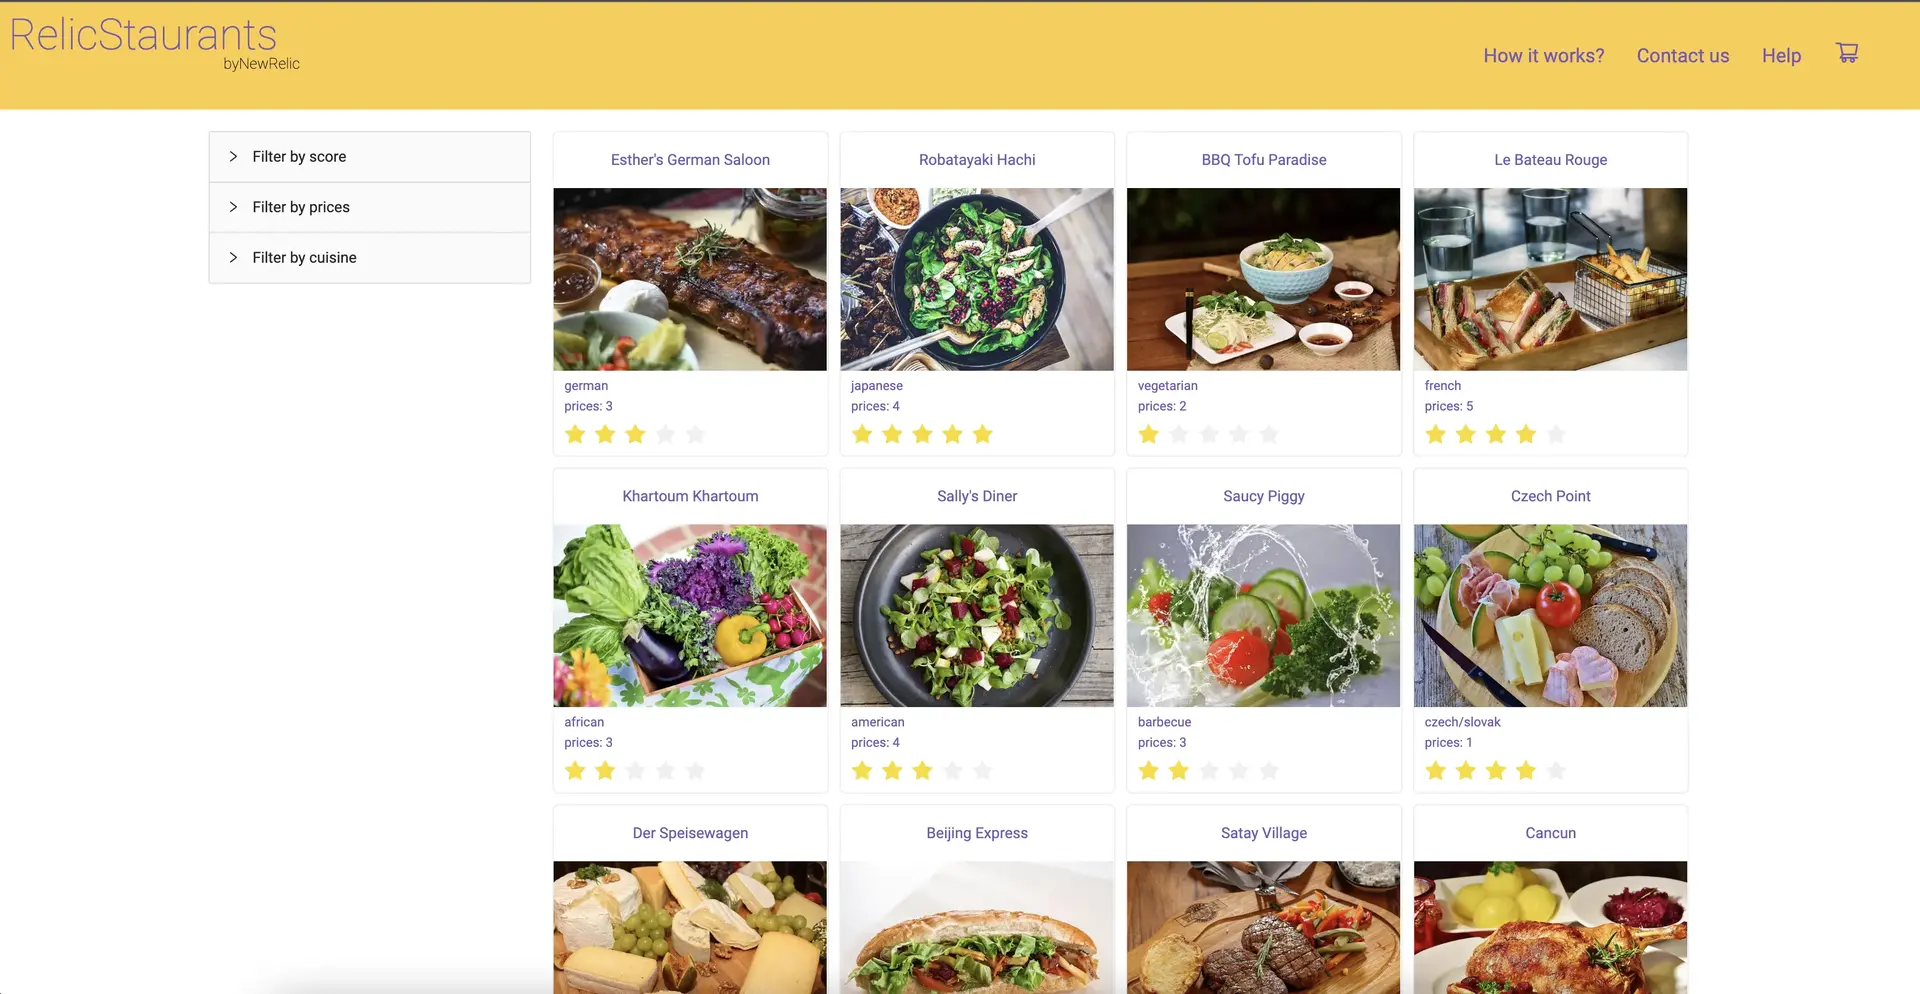 RelicStaurants
byNewRelic
How it works?
Contact us
Help
Filter by score
Filter by prices
Filter by cuisine
Esther's German Saloon
german
prices: 3
Robatayaki Hachi
japanese
prices: 4
BBQ Tofu Paradise
vegetarian
prices: 2
Le Bateau Rouge
french
prices: 5
Khartoum Khartoum
african
prices: 3
Sally's Diner
american
prices: 4
Saucy Piggy
barbecue
prices: 3
Czech Point
czech/slovak
prices: 1
Der Speisewagen
Beijing Express
Satay Village
Cancun